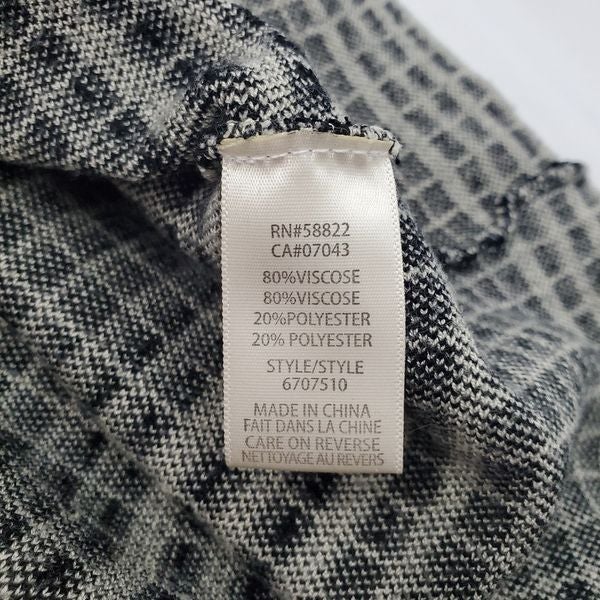 RN#58822
CA#07043
80%VISCOSE
80%VISCOSE
20%POLYESTER
20% POLYESTER
STYLE/STYLE
6707510
MADE IN CHINA
FAIT DANS LA CHINE
CARE ON REVERSE
NETTOYAGE AU REVERS